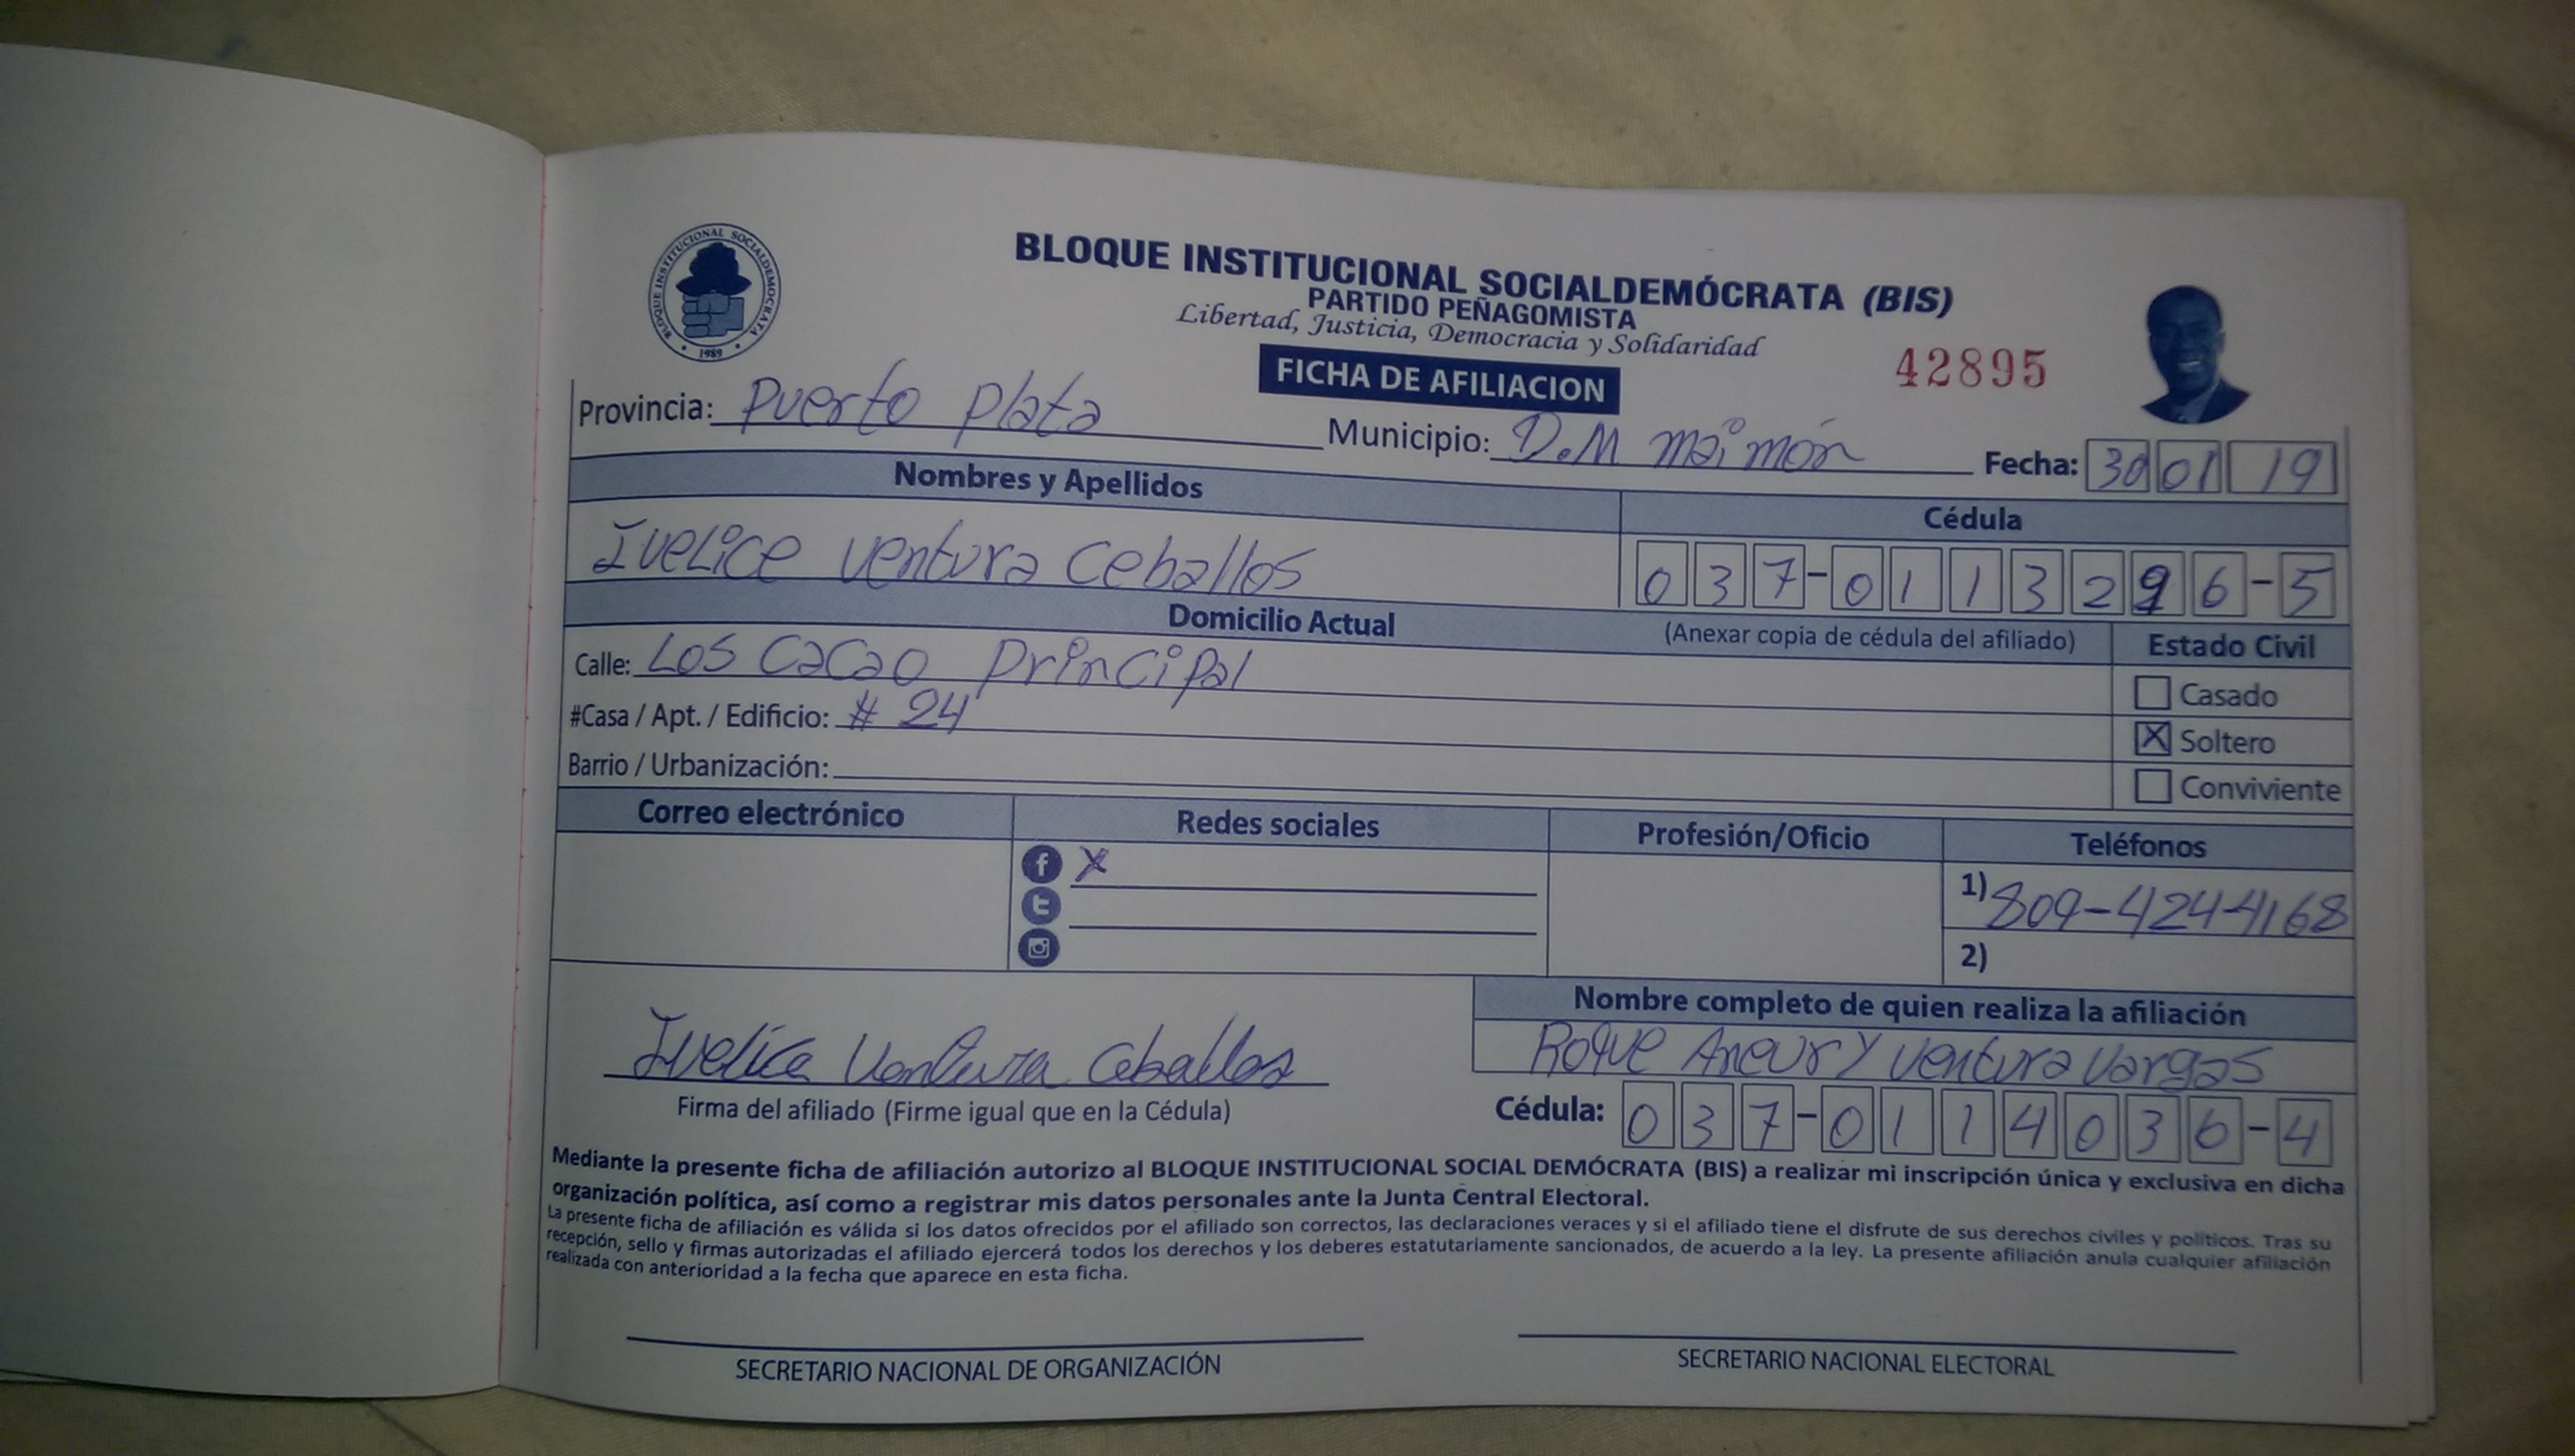 BLOQUE INSTITUCIONAL SOCIALDEMOCRATA
1989
BLOQUE INSTITUCIONAL SOCIALDEMÓCRATA (BIS)
PARTIDO PEÑAGOMISTA
Libertad, Justicia, Democracia y Solidaridad
FICHA DE AFILIACION
42895
Provincia: Puerto Plata Municipio: D.M maimón Fecha: 30 01 19
Nombres y Apellidos Cédula
Ivelice Ventura Ceballos 037-0113296-5
Domicilio Actual (Anexar copia de cédula del afiliado) Estado Civil
Calle: Los Cacao Principal
Casado
#Casa / Apt. / Edificio: # 24
X Soltero
Barrio / Urbanización:
Conviviente
Correo electrónico Redes sociales Profesión/Oficio Teléfonos
f X 1) 809-424-4168
2)
Nombre completo de quien realiza la afiliación
Ivelice Ventura Ceballos Roque Aneury Ventura Vargas
Firma del afiliado (Firme igual que en la Cédula) Cédula: 037-0114036-4
Mediante la presente ficha de afiliación autorizo al BLOQUE INSTITUCIONAL SOCIAL DEMÓCRATA (BIS) a realizar mi inscripción única y exclusiva en dicha
organización política, así como a registrar mis datos personales ante la Junta Central Electoral.
La presente ficha de afiliación es válida si los datos ofrecidos por el afiliado son correctos, las declaraciones veraces y si el afiliado tiene el disfrute de sus derechos civiles y políticos. Tras su
recepción, sello y firmas autorizadas el afiliado ejercerá todos los derechos y los deberes estatutariamente sancionados, de acuerdo a la ley. La presente afiliación anula cualquier afiliación
realizada con anterioridad a la fecha que aparece en esta ficha.
SECRETARIO NACIONAL DE ORGANIZACIÓN SECRETARIO NACIONAL ELECTORAL